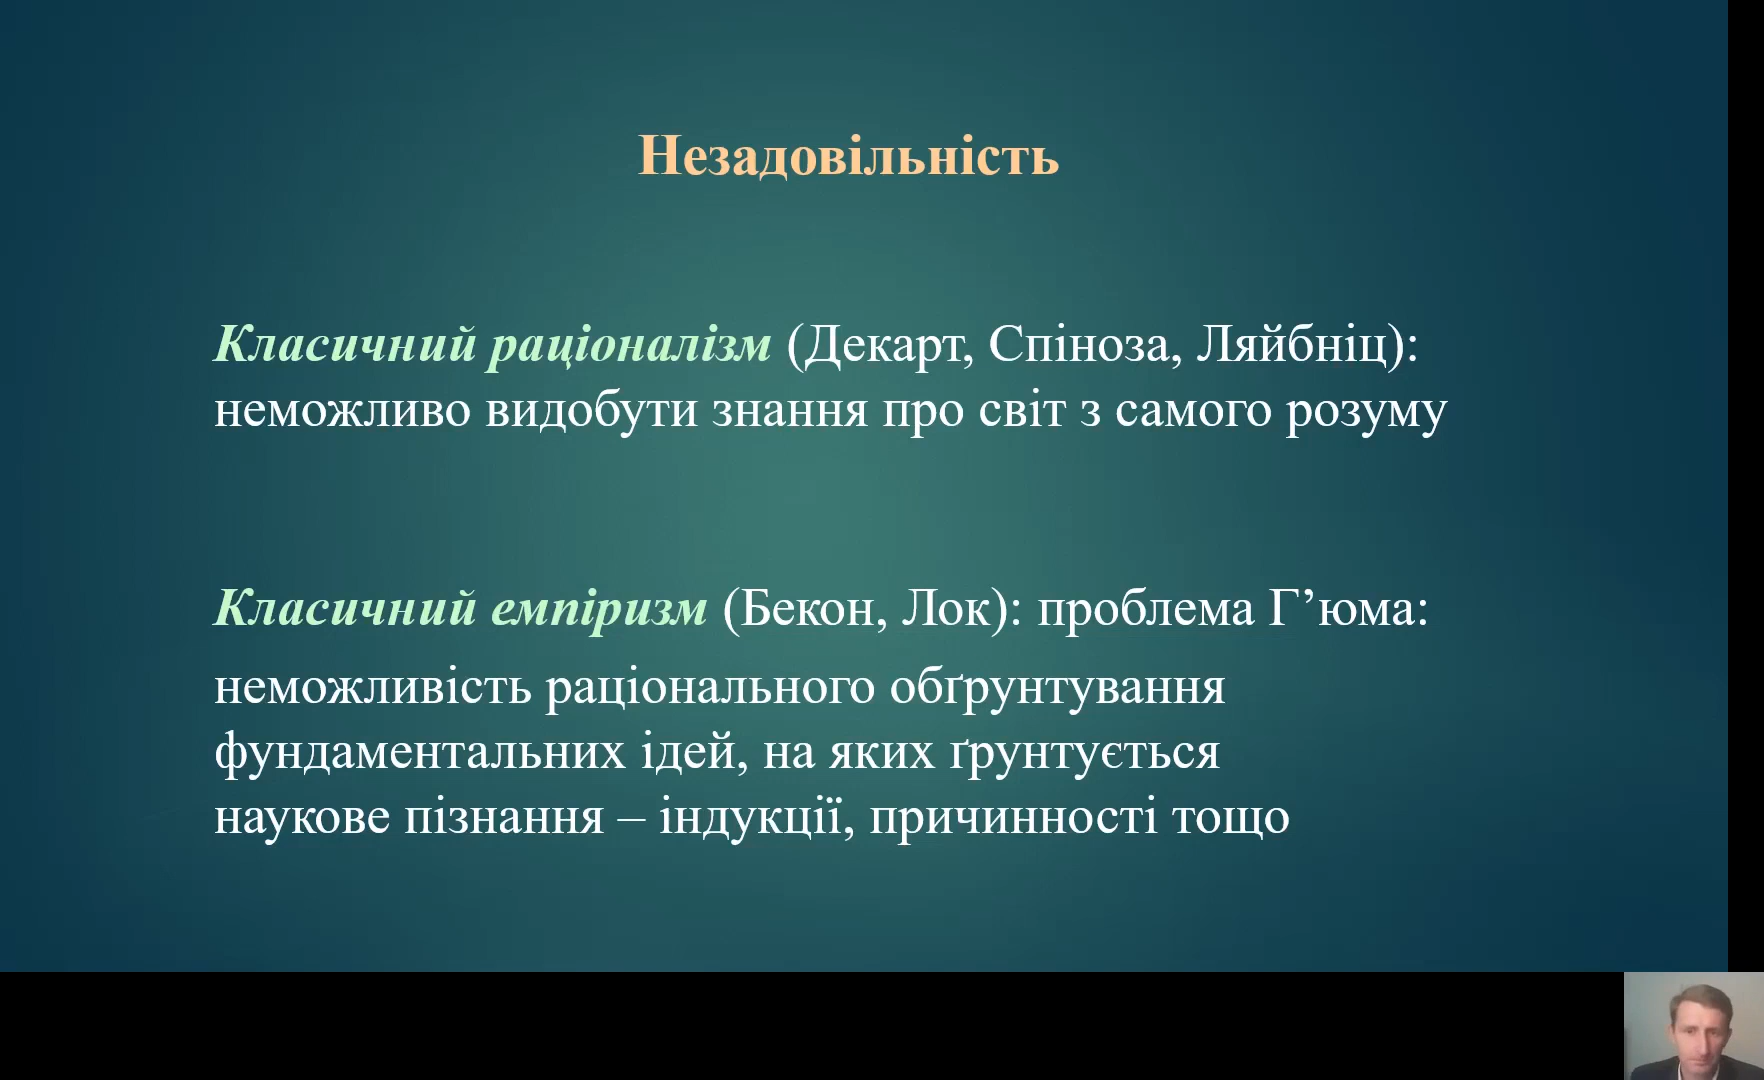 Незадовільність
Класичний раціоналізм (Декарт, Спіноза, Ляйбніц):
неможливо видобути знання про світ з самого розуму
Класичний емпіризм (Бекон, Лок): проблема Г’юма:
неможливість раціонального обґрунтування
фундаментальних ідей, на яких ґрунтується
наукове пізнання – індукції, причинності тощо